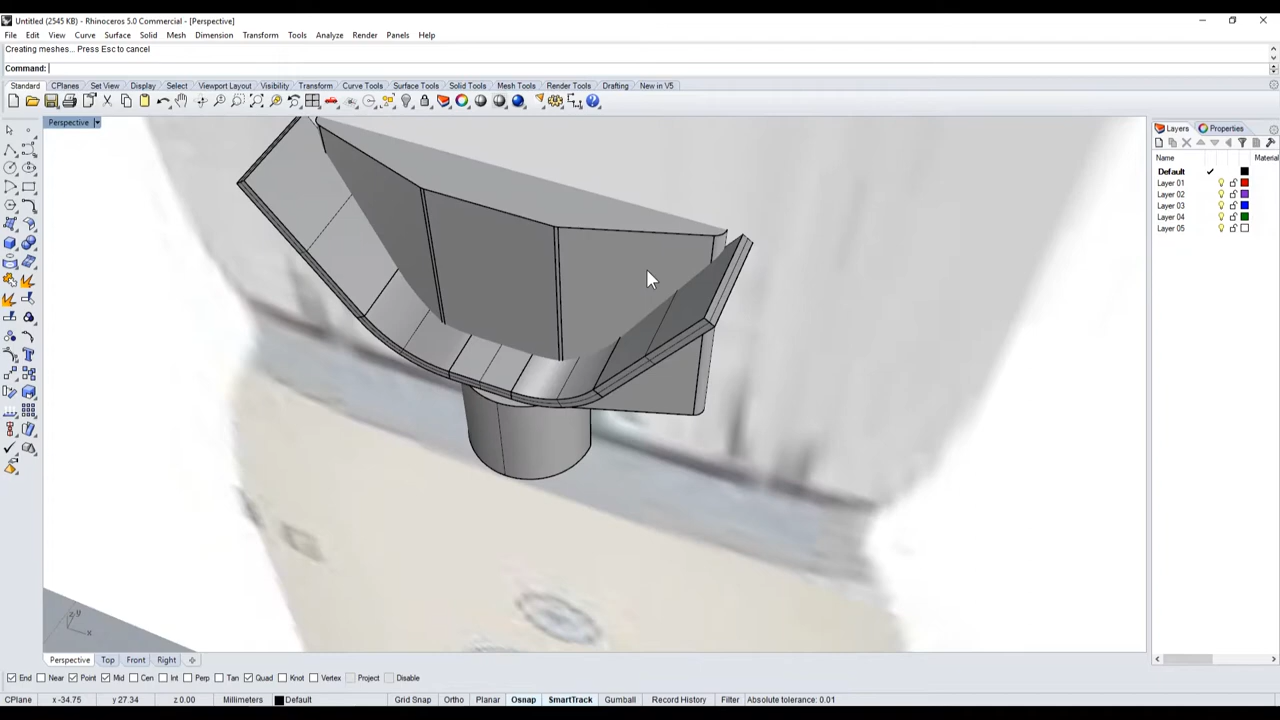 Untitled (2545 KB) - Rhinoceros 5.0 Commercial - [Perspective]
File Edit View Curve Surface Solid Mesh Dimension Transform Tools Analyze Render Panels Help
Creating meshes... Press Esc to cancel
Command:
Standard CPlanes Set View Display Select Viewport Layout Visibility Transform Curve Tools Surface Tools Solid Tools Mesh Tools Render Tools Drafting New in V5
Perspective
Layers Properties
Name Material
Default
Layer 01
Layer 02
Layer 03
Layer 04
Layer 05
z y
x
Perspective Top Front Right
End Near Point Mid Cen Int Perp Tan Quad Knot Vertex Project Disable
CPlane x -34.75 y 27.34 z 0.00 Millimeters Default Grid Snap Ortho Planar Osnap SmartTrack Gumball Record History Filter Absolute tolerance: 0.01